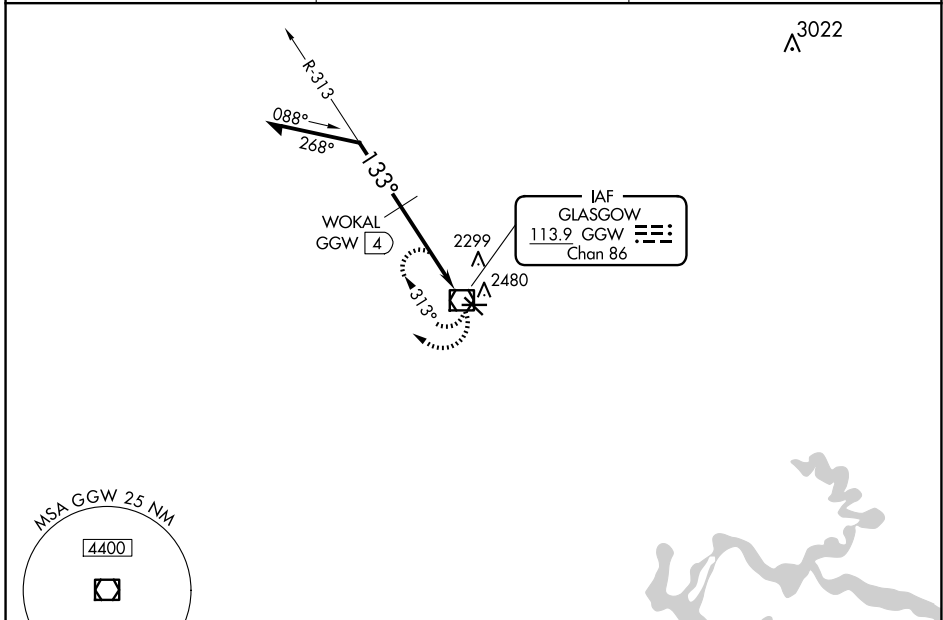 3022
R-313
088°
268°
133°
WOKAL
GGW 4
IAF
GLASGOW
113.9 GGW
Chan 86
2299
2480
313°
MSA GGW 25 NM
4400